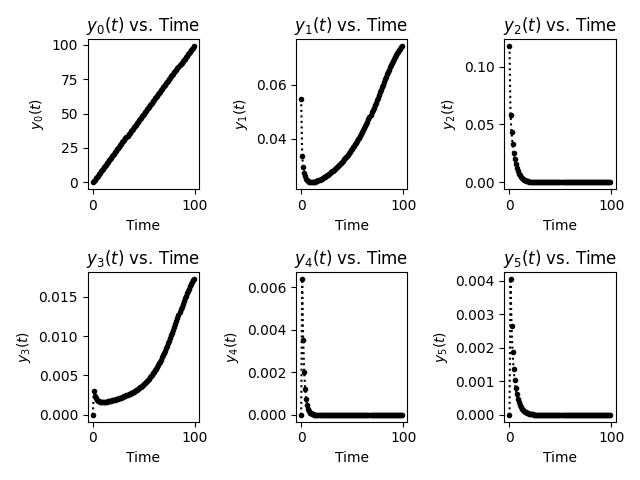 y₀(t) vs. Time
y₁(t) vs. Time
y₂(t) vs. Time
100
75
50
25
0
y₀(t)
0
100
Time
0.06
0.04
y₁(t)
0
100
Time
0.10
0.05
0.00
y₂(t)
0
100
Time
y₃(t) vs. Time
y₄(t) vs. Time
y₅(t) vs. Time
0.015
0.010
0.005
0.000
y₃(t)
0
100
Time
0.006
0.004
0.002
0.000
y₄(t)
0
100
Time
0.004
0.003
0.002
0.001
0.000
y₅(t)
0
100
Time